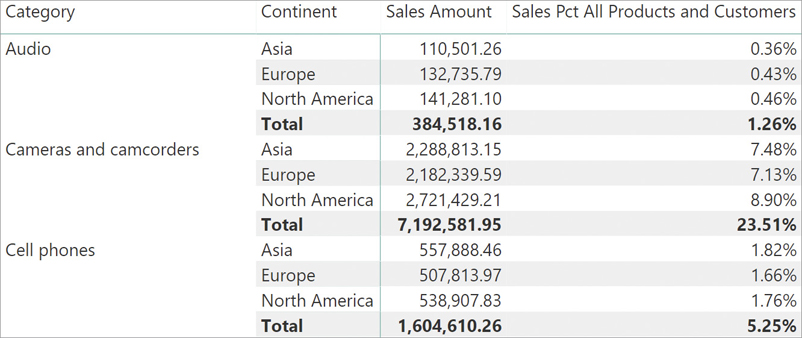 Category Continent Sales Amount Sales Pct All Products and Customers
Audio Asia 110,501.26 0.36%
Europe 132,735.79 0.43%
North America 141,281.10 0.46%
Total 384,518.16 1.26%
Cameras and camcorders Asia 2,288,813.15 7.48%
Europe 2,182,339.59 7.13%
North America 2,721,429.21 8.90%
Total 7,192,581.95 23.51%
Cell phones Asia 557,888.46 1.82%
Europe 507,813.97 1.66%
North America 538,907.83 1.76%
Total 1,604,610.26 5.25%